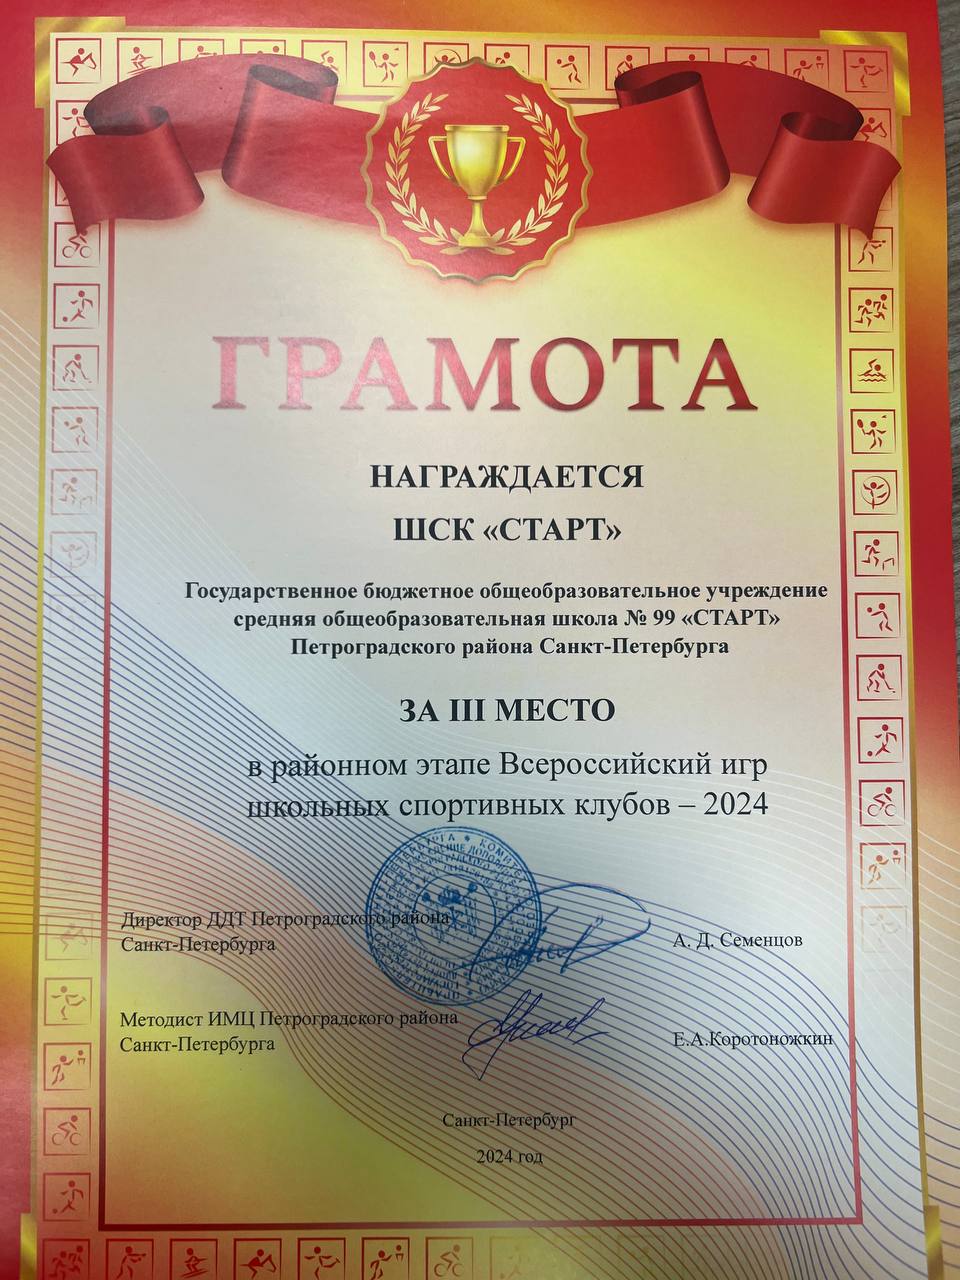 ГРАМОТА
НАГРАЖДАЕТСЯ
ШСК «СТАРТ»
Государственное бюджетное общеобразовательное учреждение
средняя общеобразовательная школа № 99 «СТАРТ»
Петроградского района Санкт-Петербурга
ЗА III МЕСТО
в районном этапе Всероссийский игр
школьных спортивных клубов – 2024
Директор ДДТ Петроградского района
Санкт-Петербурга
А. Д. Семенцов
Методист ИМЦ Петроградского района
Санкт-Петербурга
Е.А.Коротоножкин
Санкт-Петербург
2024 год